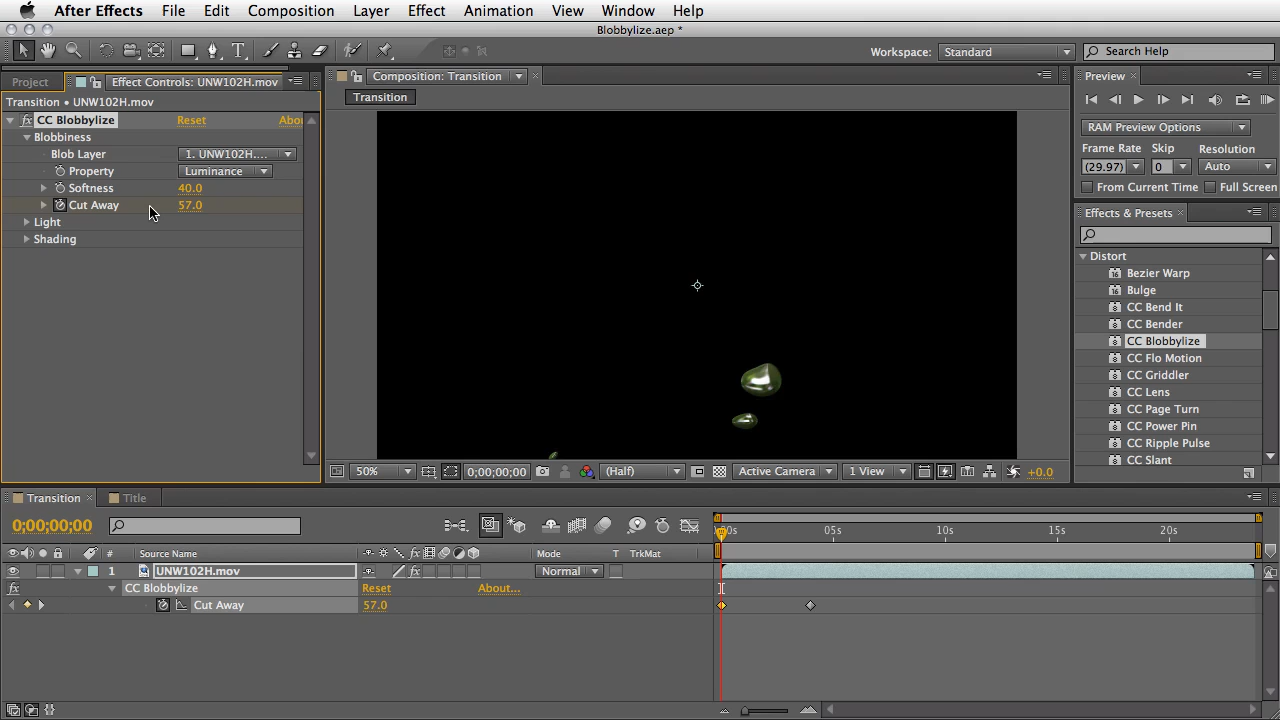 After Effects File Edit Composition Layer Effect Animation View Window Help
Blobbylize.aep *
Workspace: Standard Search Help
Project Effect Controls: UNW102H.mov
Transition • UNW102H.mov
fx CC Blobbylize Reset Abou
Blobbiness
Blob Layer 1. UNW102H....
Property Luminance
Softness 40.0
Cut Away 57.0
Light
Shading
Composition: Transition
Transition
50% 0;00;00;00 (Half) Active Camera 1 View +0.0
Preview
RAM Preview Options
Frame Rate Skip Resolution
(29.97) 0 Auto
From Current Time Full Screen
Effects & Presets
Distort
Bezier Warp
Bulge
CC Bend It
CC Bender
CC Blobbylize
CC Flo Motion
CC Griddler
CC Lens
CC Page Turn
CC Power Pin
CC Ripple Pulse
CC Slant
Transition Title
0;00;00;00
05s 10s 15s 20s
# Source Name Mode T TrkMat
1 UNW102H.mov fx Normal
fx CC Blobbylize Reset About...
Cut Away 57.0